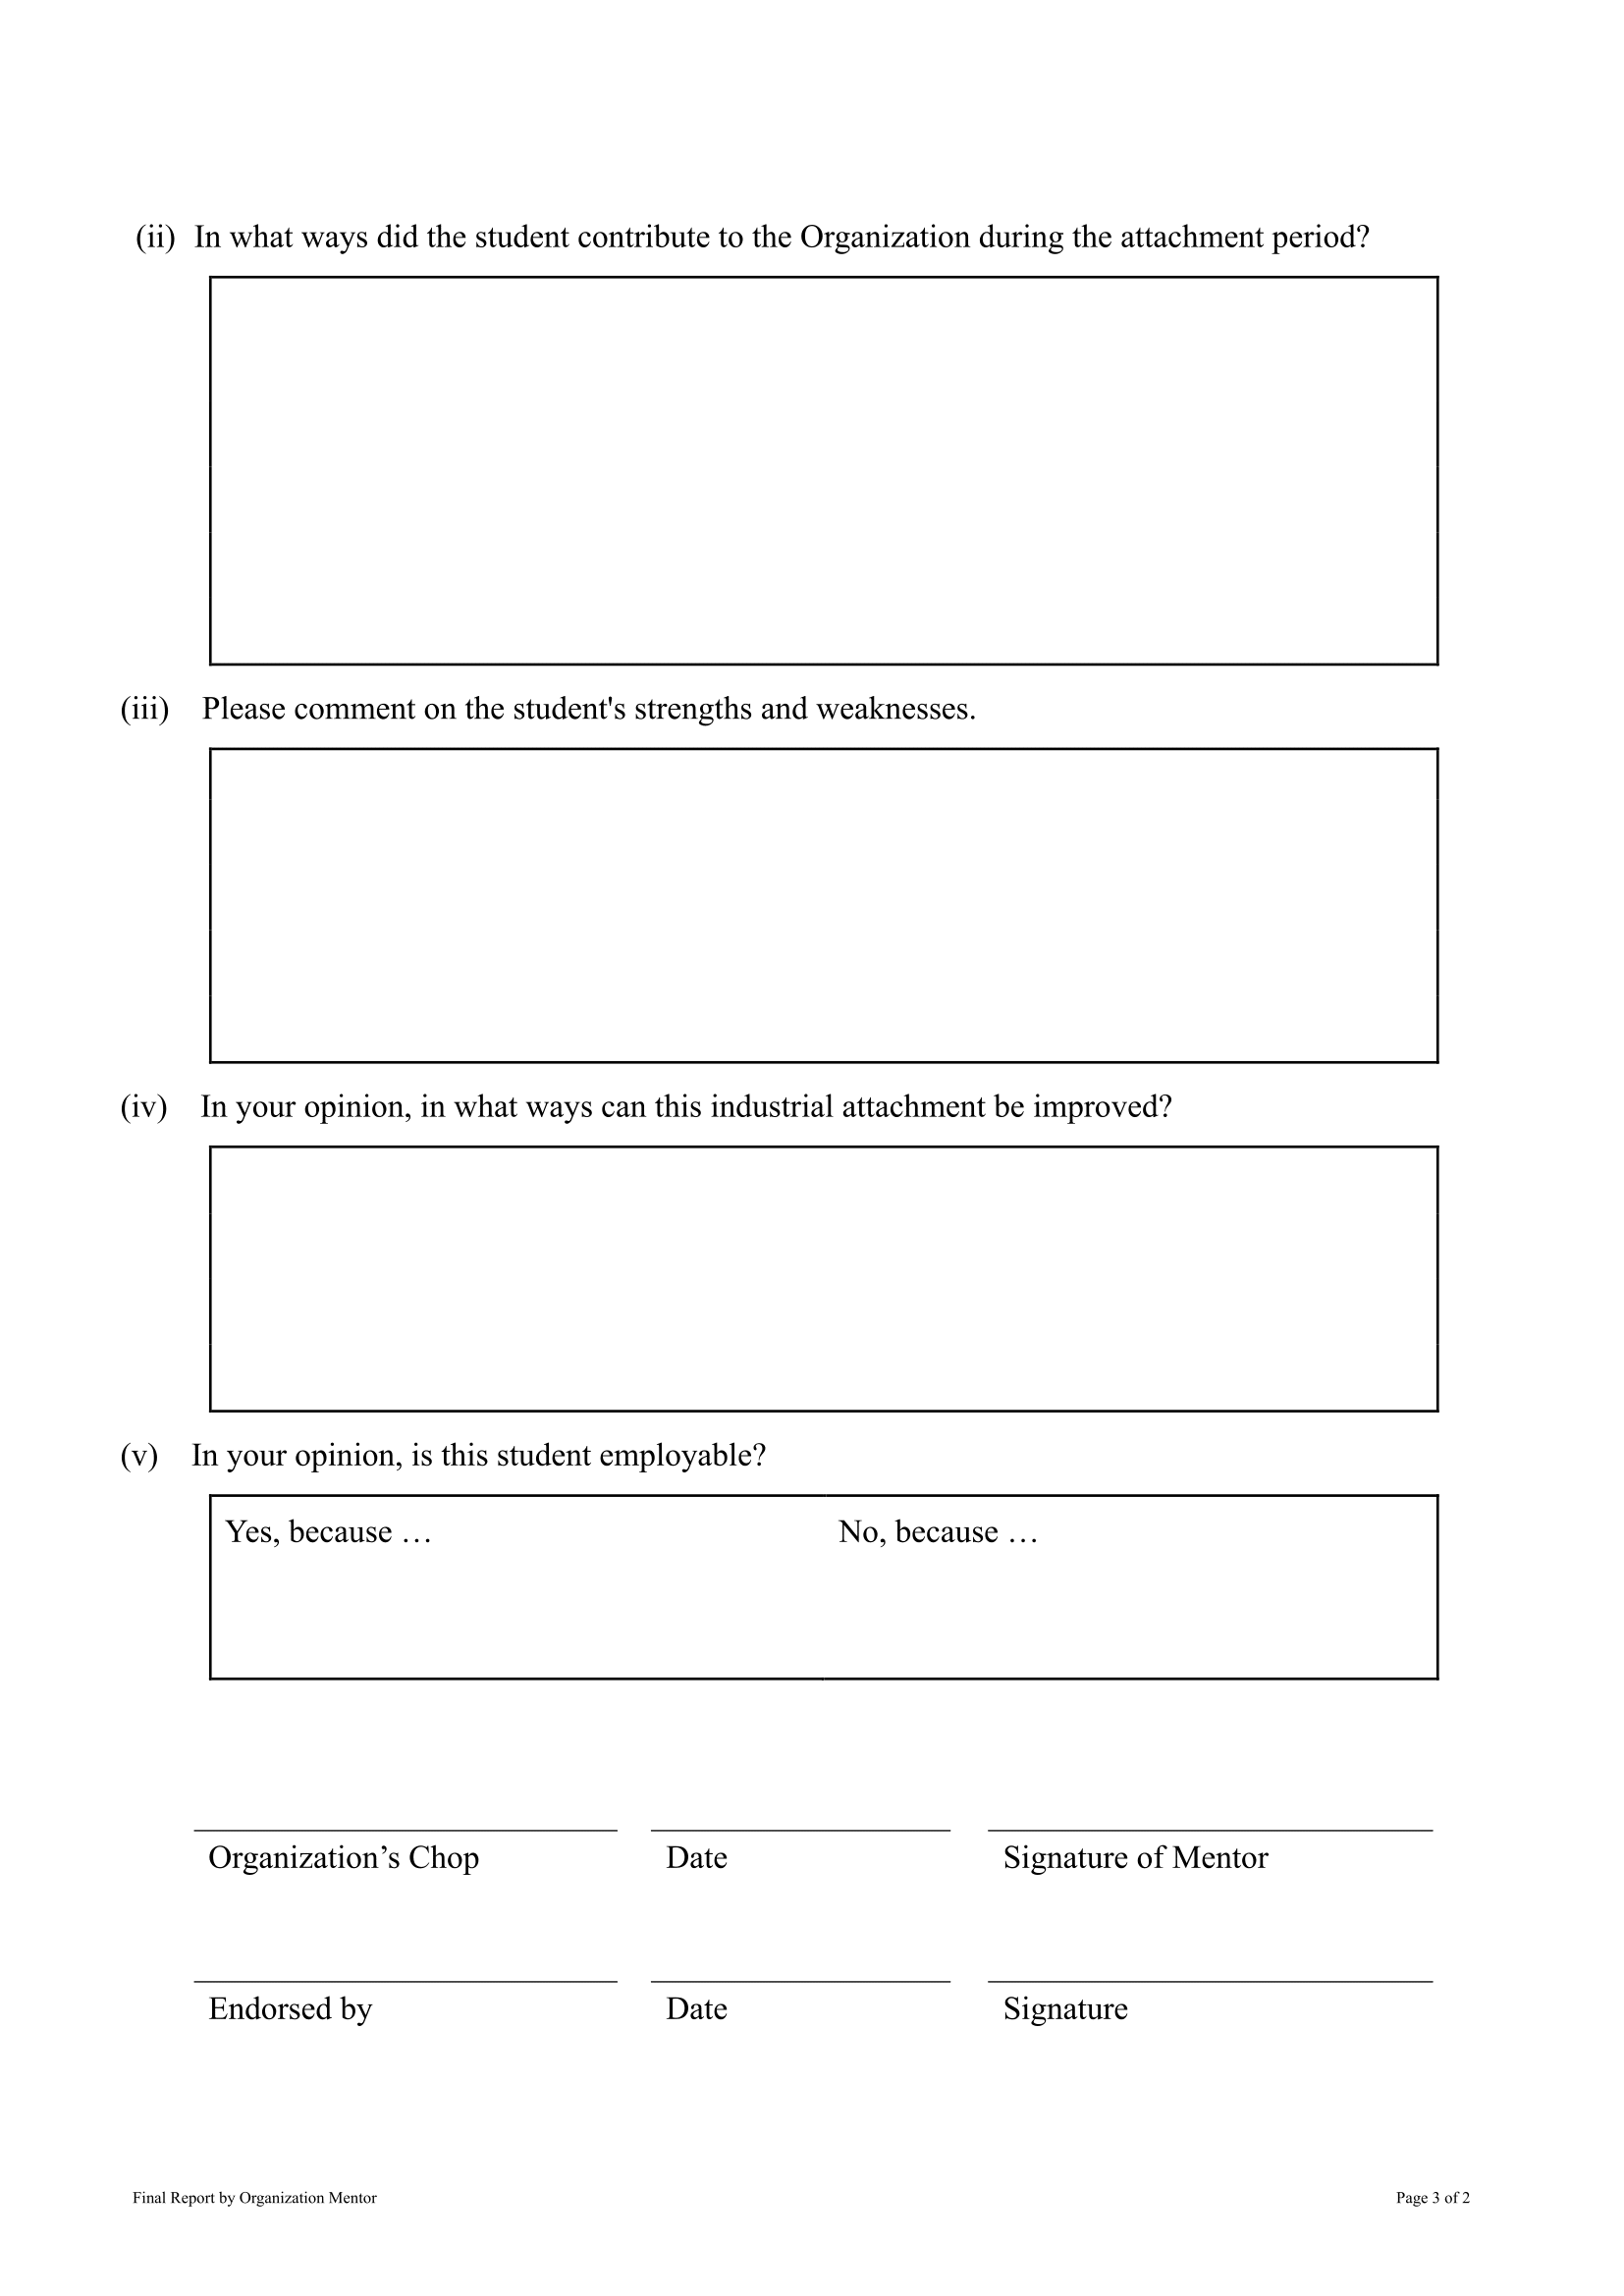 (ii) In what ways did the student contribute to the Organization during the attachment period?
(iii) Please comment on the student's strengths and weaknesses.
(iv) In your opinion, in what ways can this industrial attachment be improved?
(v) In your opinion, is this student employable?
Yes, because … No, because …
Organization’s Chop Date Signature of Mentor
Endorsed by Date Signature
Final Report by Organization Mentor Page 3 of 2